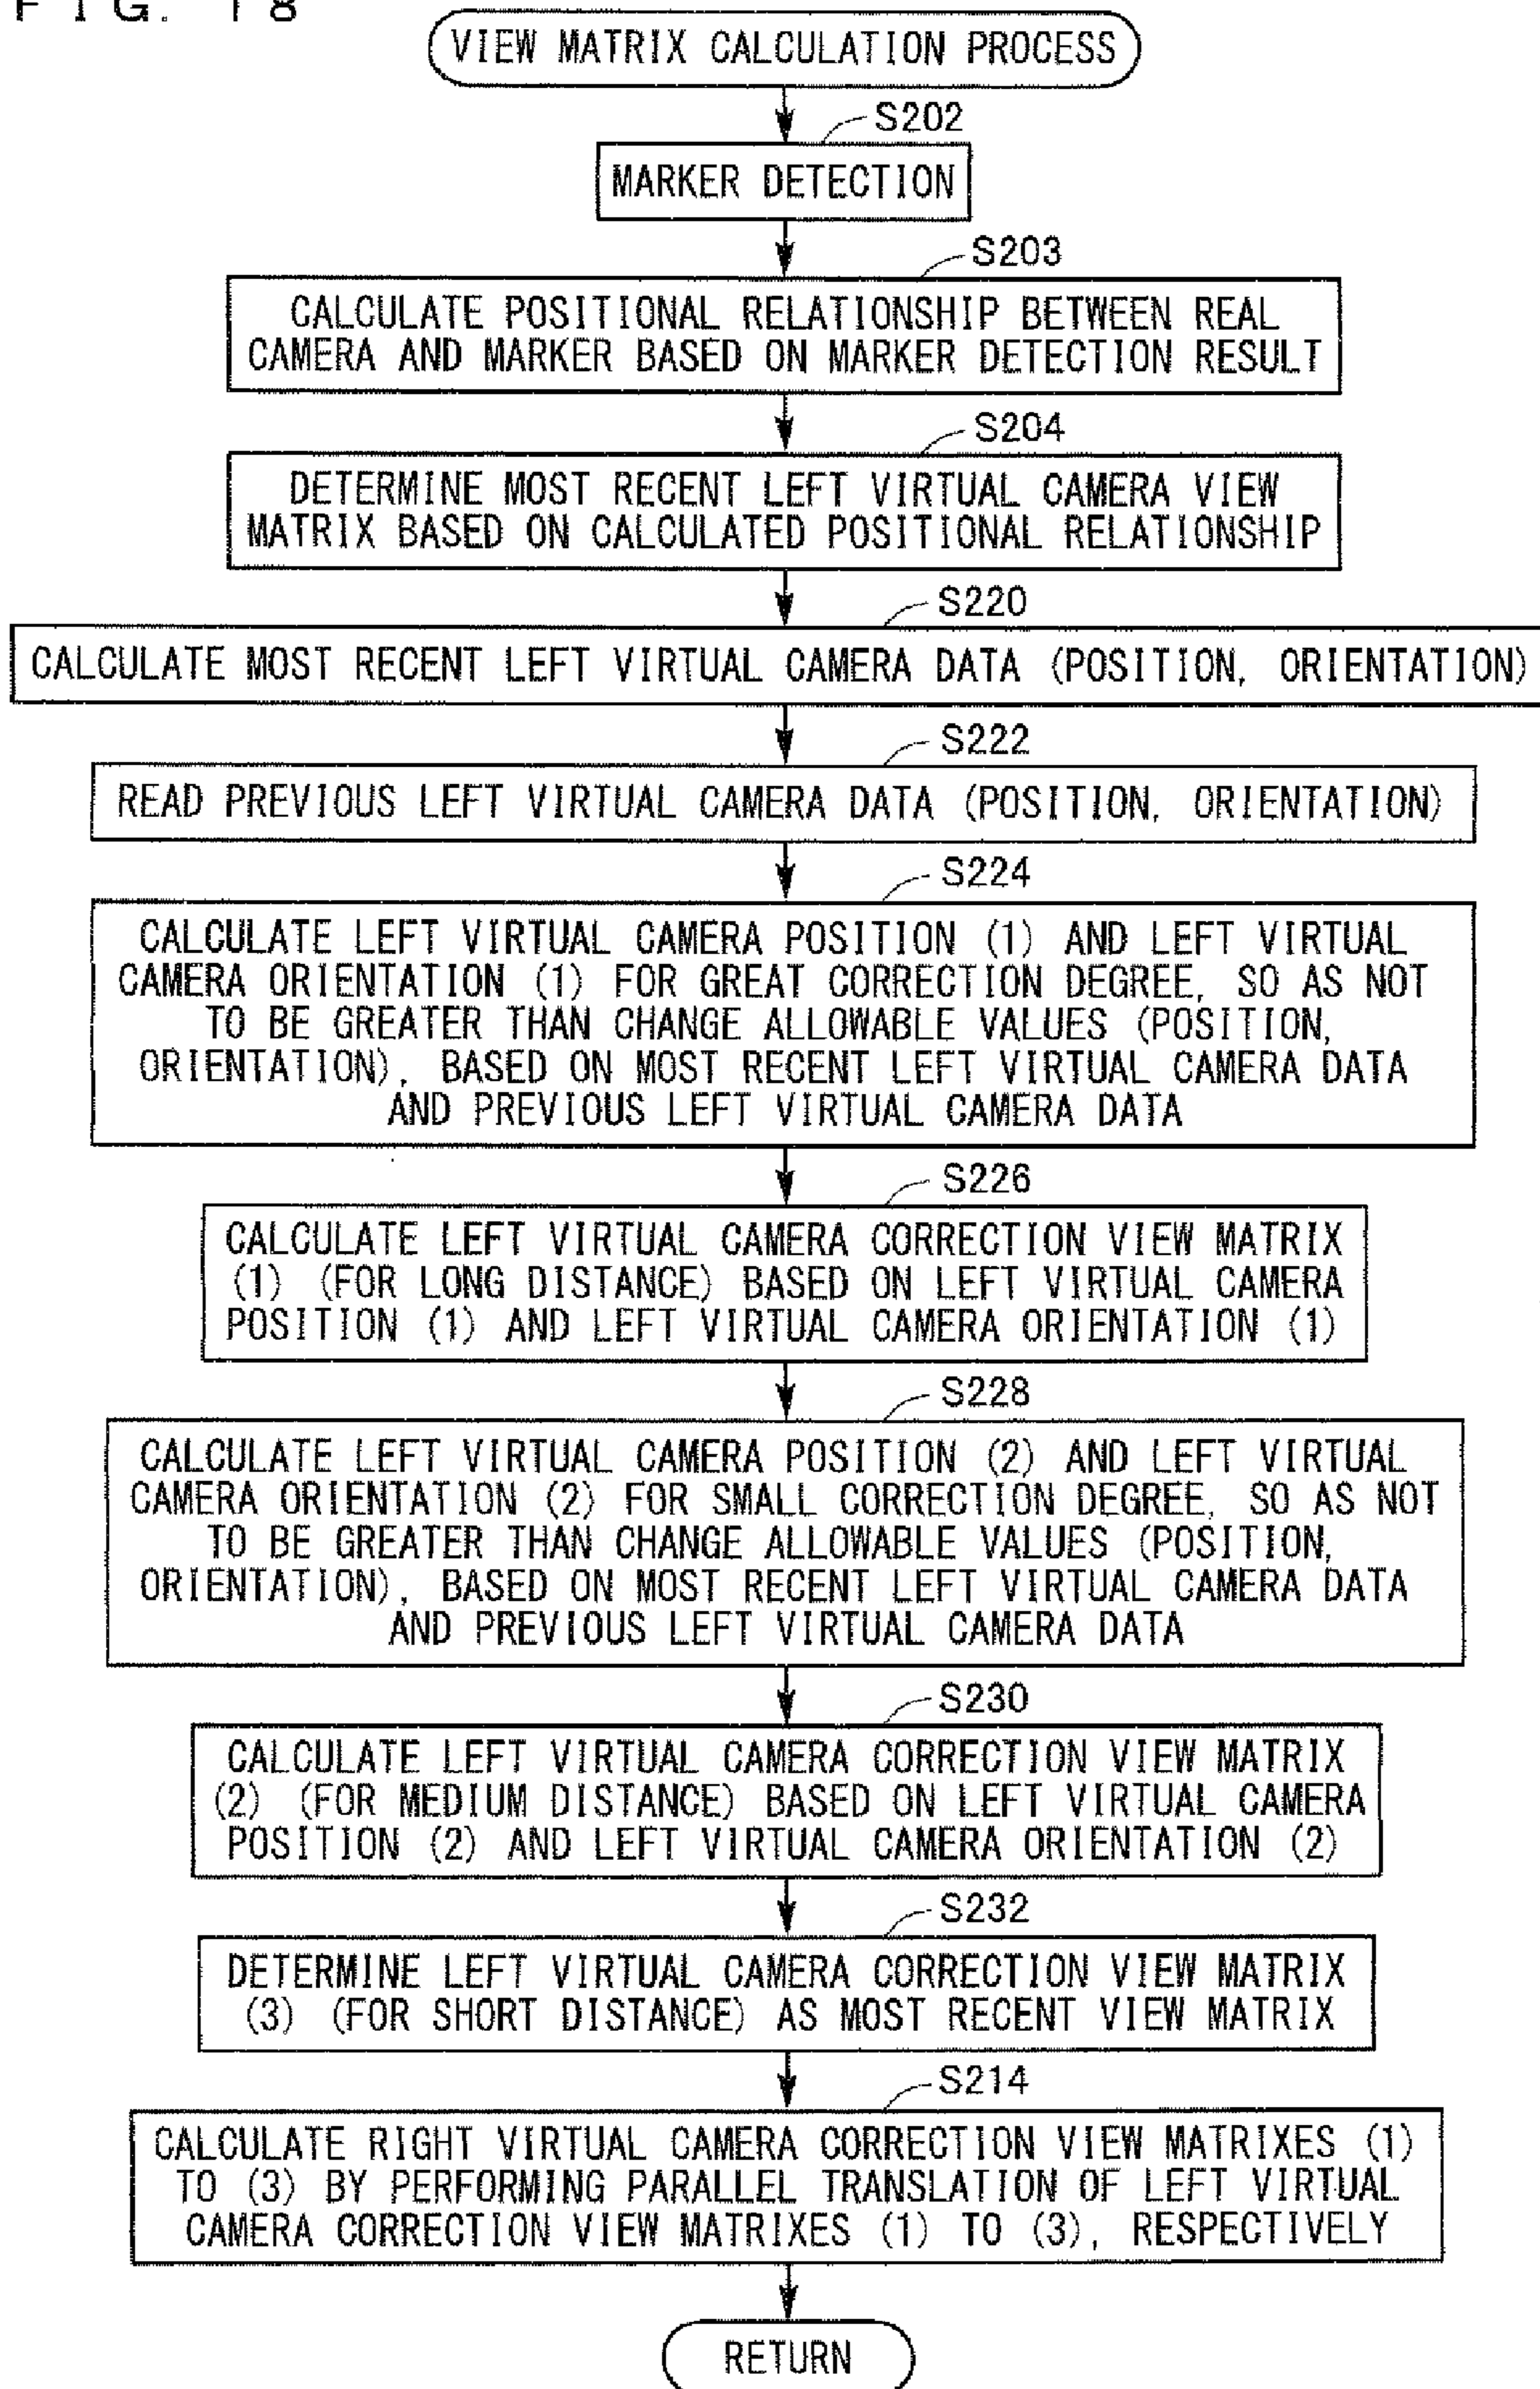 FIG. 18
VIEW MATRIX CALCULATION PROCESS
S202
MARKER DETECTION
S203
CALCULATE POSITIONAL RELATIONSHIP BETWEEN REAL
CAMERA AND MARKER BASED ON MARKER DETECTION RESULT
S204
DETERMINE MOST RECENT LEFT VIRTUAL CAMERA VIEW
MATRIX BASED ON CALCULATED POSITIONAL RELATIONSHIP
S220
CALCULATE MOST RECENT LEFT VIRTUAL CAMERA DATA (POSITION, ORIENTATION)
S222
READ PREVIOUS LEFT VIRTUAL CAMERA DATA (POSITION, ORIENTATION)
S224
CALCULATE LEFT VIRTUAL CAMERA POSITION (1) AND LEFT VIRTUAL
CAMERA ORIENTATION (1) FOR GREAT CORRECTION DEGREE, SO AS NOT
TO BE GREATER THAN CHANGE ALLOWABLE VALUES (POSITION,
ORIENTATION), BASED ON MOST RECENT LEFT VIRTUAL CAMERA DATA
AND PREVIOUS LEFT VIRTUAL CAMERA DATA
S226
CALCULATE LEFT VIRTUAL CAMERA CORRECTION VIEW MATRIX
(1) (FOR LONG DISTANCE) BASED ON LEFT VIRTUAL CAMERA
POSITION (1) AND LEFT VIRTUAL CAMERA ORIENTATION (1)
S228
CALCULATE LEFT VIRTUAL CAMERA POSITION (2) AND LEFT VIRTUAL
CAMERA ORIENTATION (2) FOR SMALL CORRECTION DEGREE, SO AS NOT
TO BE GREATER THAN CHANGE ALLOWABLE VALUES (POSITION,
ORIENTATION), BASED ON MOST RECENT LEFT VIRTUAL CAMERA DATA
AND PREVIOUS LEFT VIRTUAL CAMERA DATA
S230
CALCULATE LEFT VIRTUAL CAMERA CORRECTION VIEW MATRIX
(2) (FOR MEDIUM DISTANCE) BASED ON LEFT VIRTUAL CAMERA
POSITION (2) AND LEFT VIRTUAL CAMERA ORIENTATION (2)
S232
DETERMINE LEFT VIRTUAL CAMERA CORRECTION VIEW MATRIX
(3) (FOR SHORT DISTANCE) AS MOST RECENT VIEW MATRIX
S214
CALCULATE RIGHT VIRTUAL CAMERA CORRECTION VIEW MATRIXES (1)
TO (3) BY PERFORMING PARALLEL TRANSLATION OF LEFT VIRTUAL
CAMERA CORRECTION VIEW MATRIXES (1) TO (3), RESPECTIVELY
RETURN